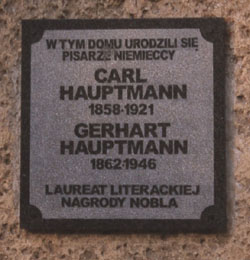 W TYM DOMU URODZILI SIĘ
PISARZE NIEMIECCY
CARL
HAUPTMANN
1858-1921
GERHART
HAUPTMANN
1862-1946
LAUREAT LITERACKIEJ
NAGRODY NOBLA